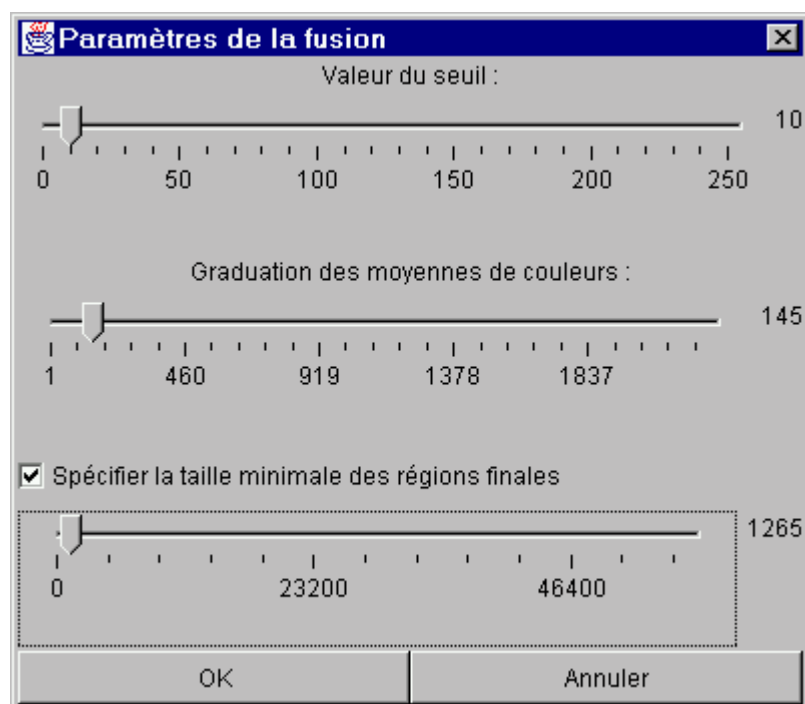 Paramètres de la fusion
Valeur du seuil :
10
0 50 100 150 200 250
Graduation des moyennes de couleurs :
145
1 460 919 1378 1837
Spécifier la taille minimale des régions finales
1265
0 23200 46400
OK Annuler